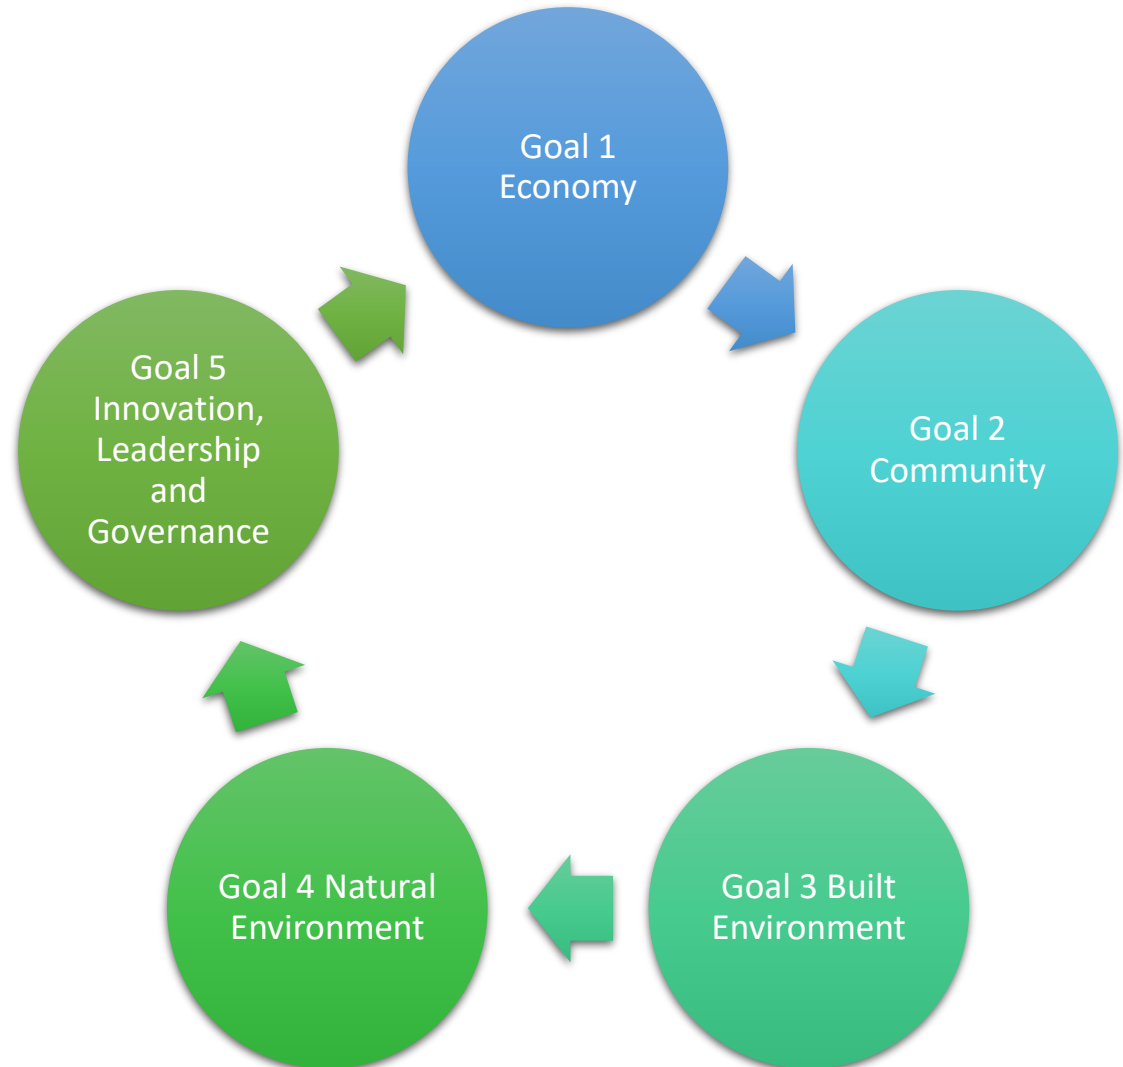 Goal 1
Economy
Goal 2
Community
Goal 3 Built
Environment
Goal 4 Natural
Environment
Goal 5
Innovation,
Leadership
and
Governance